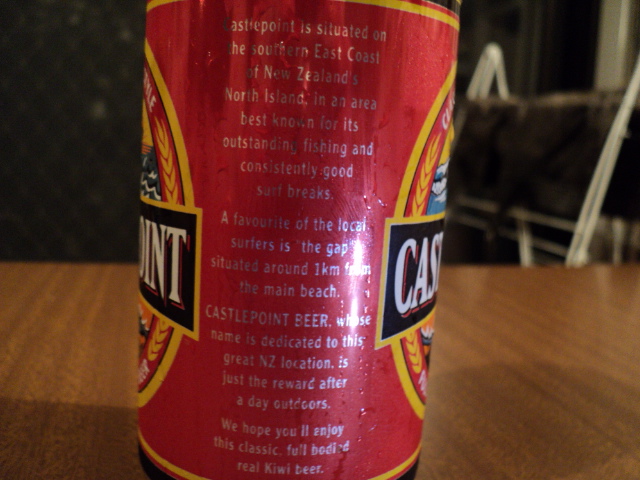 Castlepoint is situated on
the southern East Coast
of New Zealand's
North Island, in an area
best known for its
outstanding fishing and
consistently good
surf breaks.
A favourite of the local
surfers is "the gap"
situated around 1km from
the main beach.
CASTLEPOINT BEER, whose
name is dedicated to this
great NZ location, is
just the reward after
a day outdoors.
We hope you'll enjoy
this classic, full bodied
real Kiwi beer.
OINT
CAS